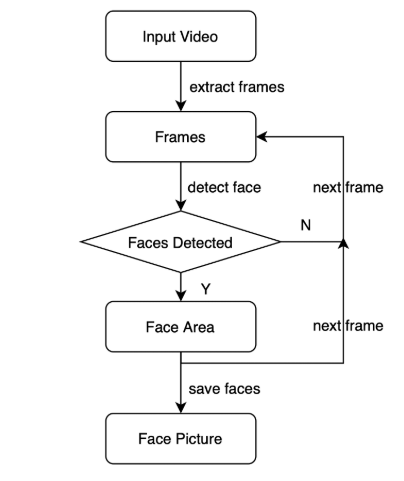 Input Video
extract frames
Frames
detect face
next frame
N
Faces Detected
Y
Face Area
next frame
save faces
Face Picture